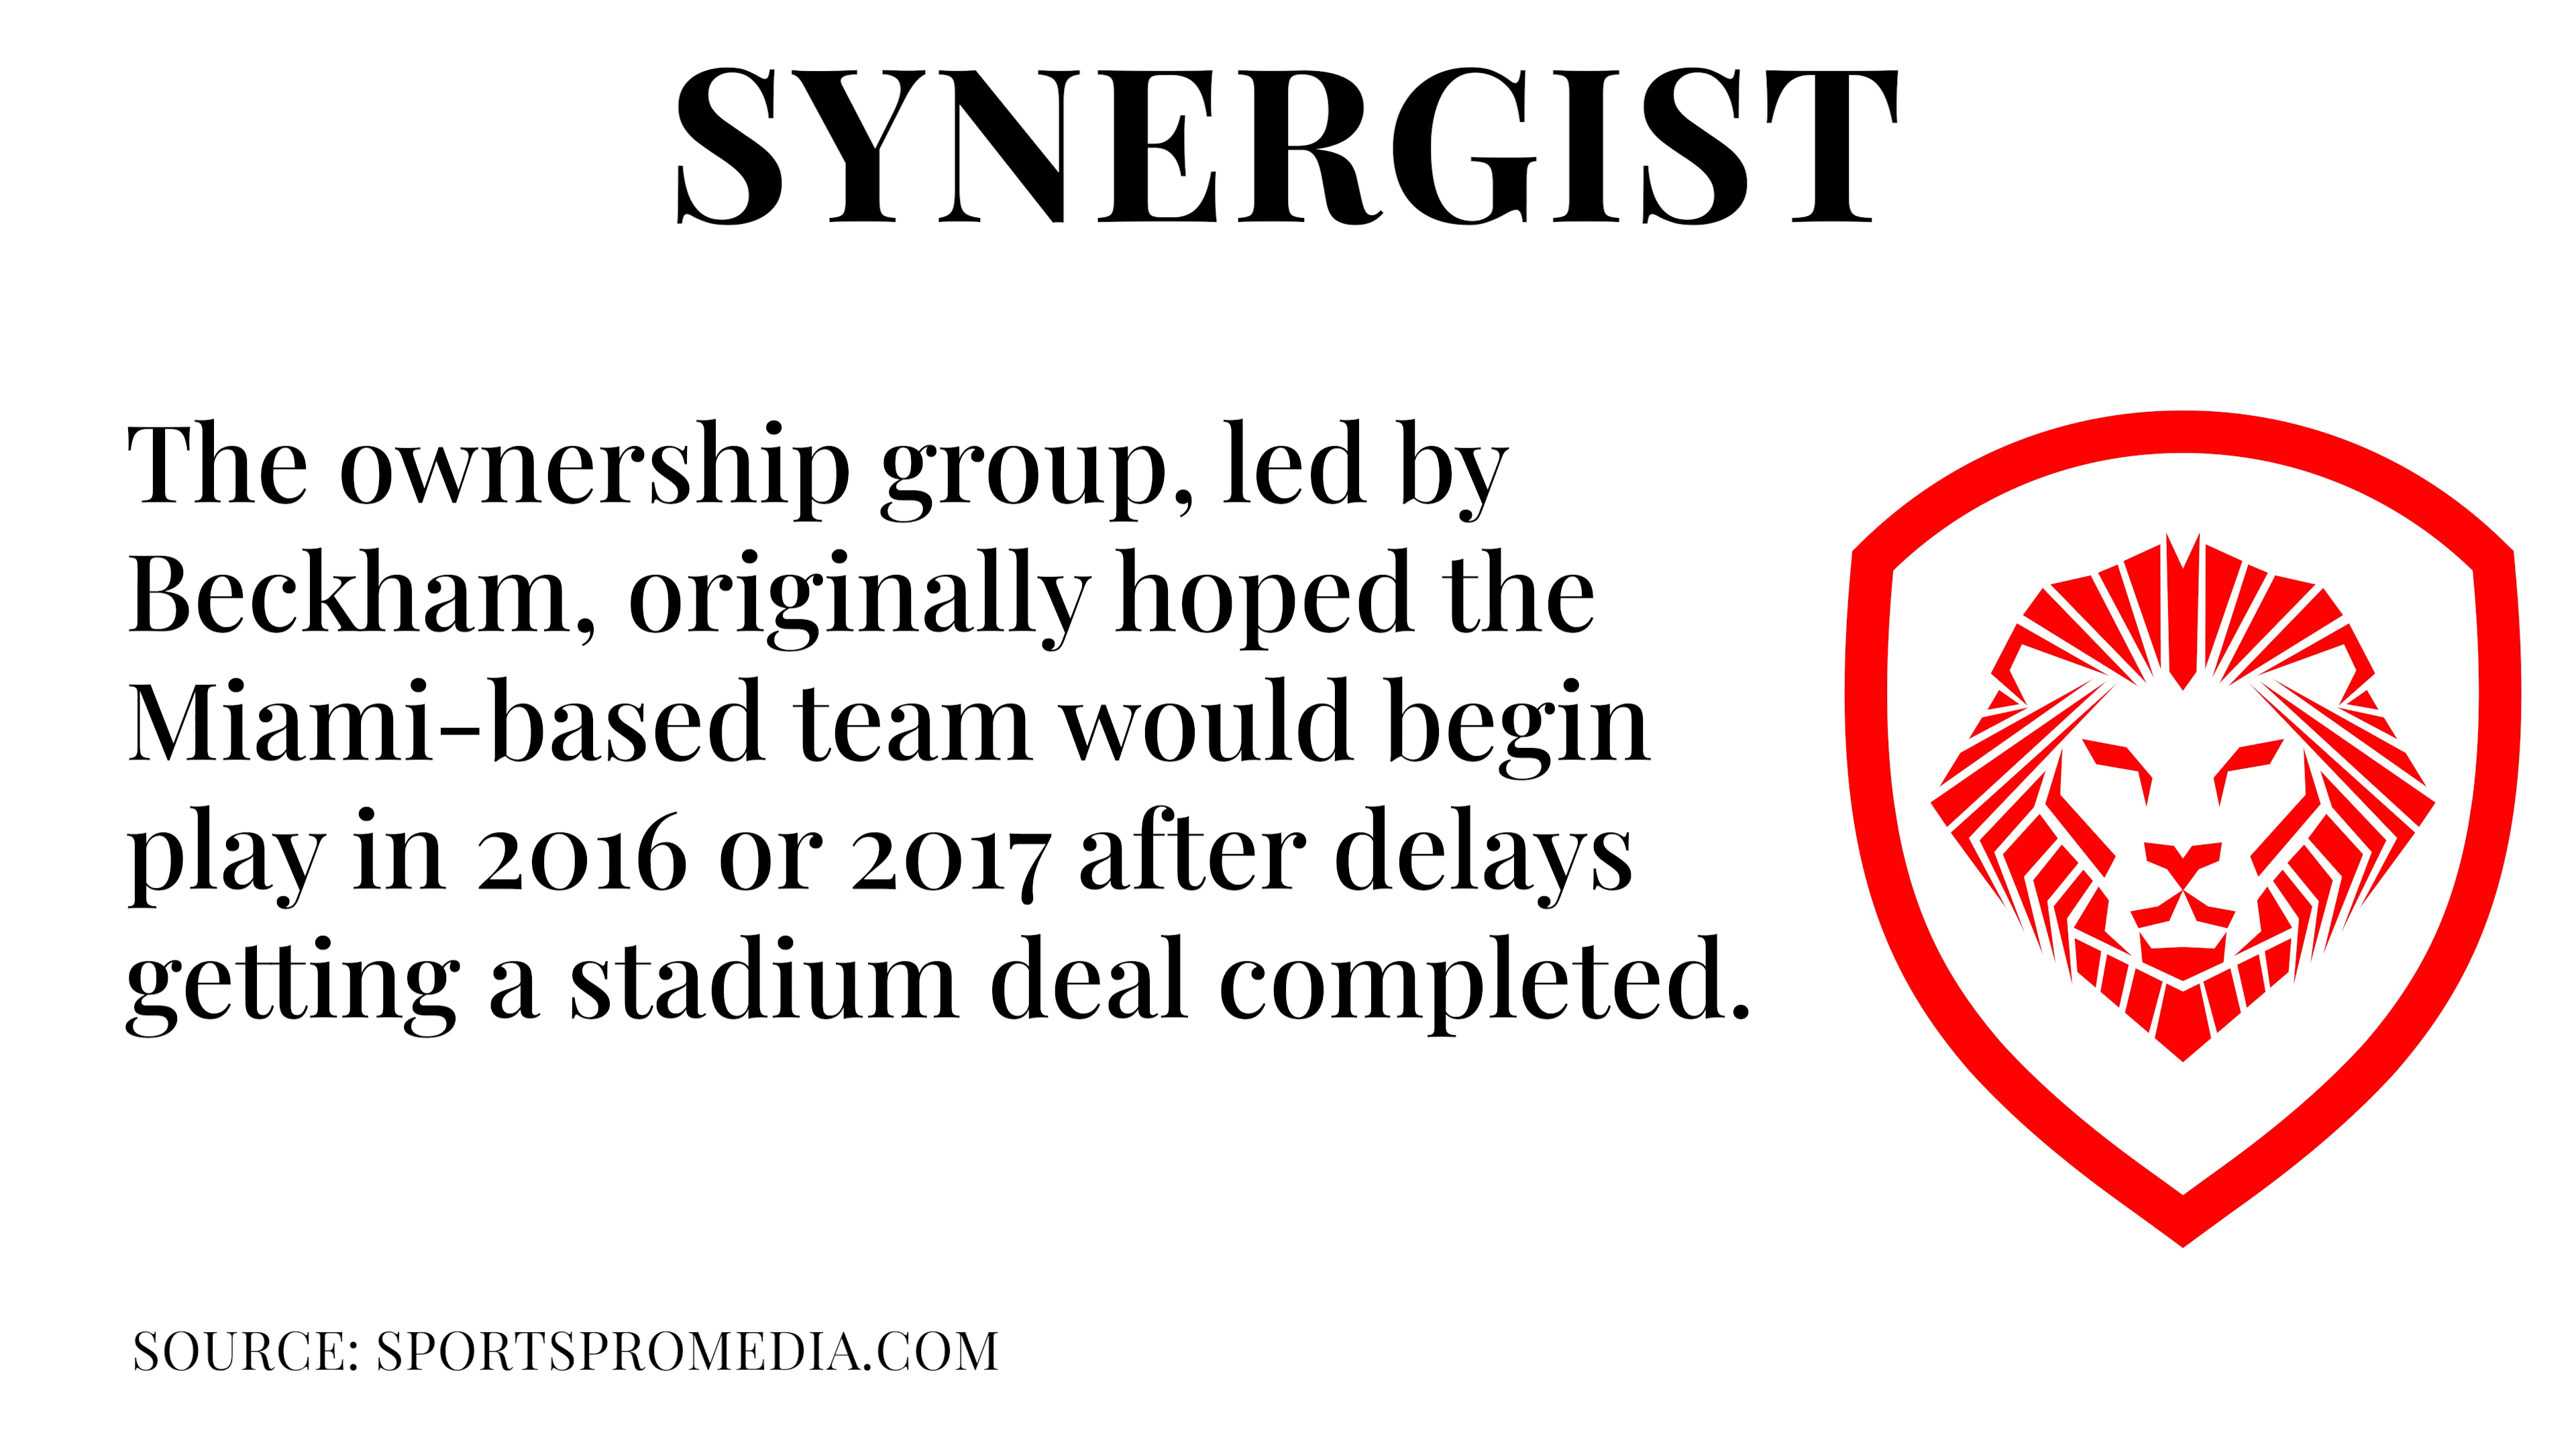 SYNERGIST
The ownership group, led by
Beckham, originally hoped the
Miami-based team would begin
play in 2016 or 2017 after delays
getting a stadium deal completed.
SOURCE: SPORTSPROMEDIA.COM